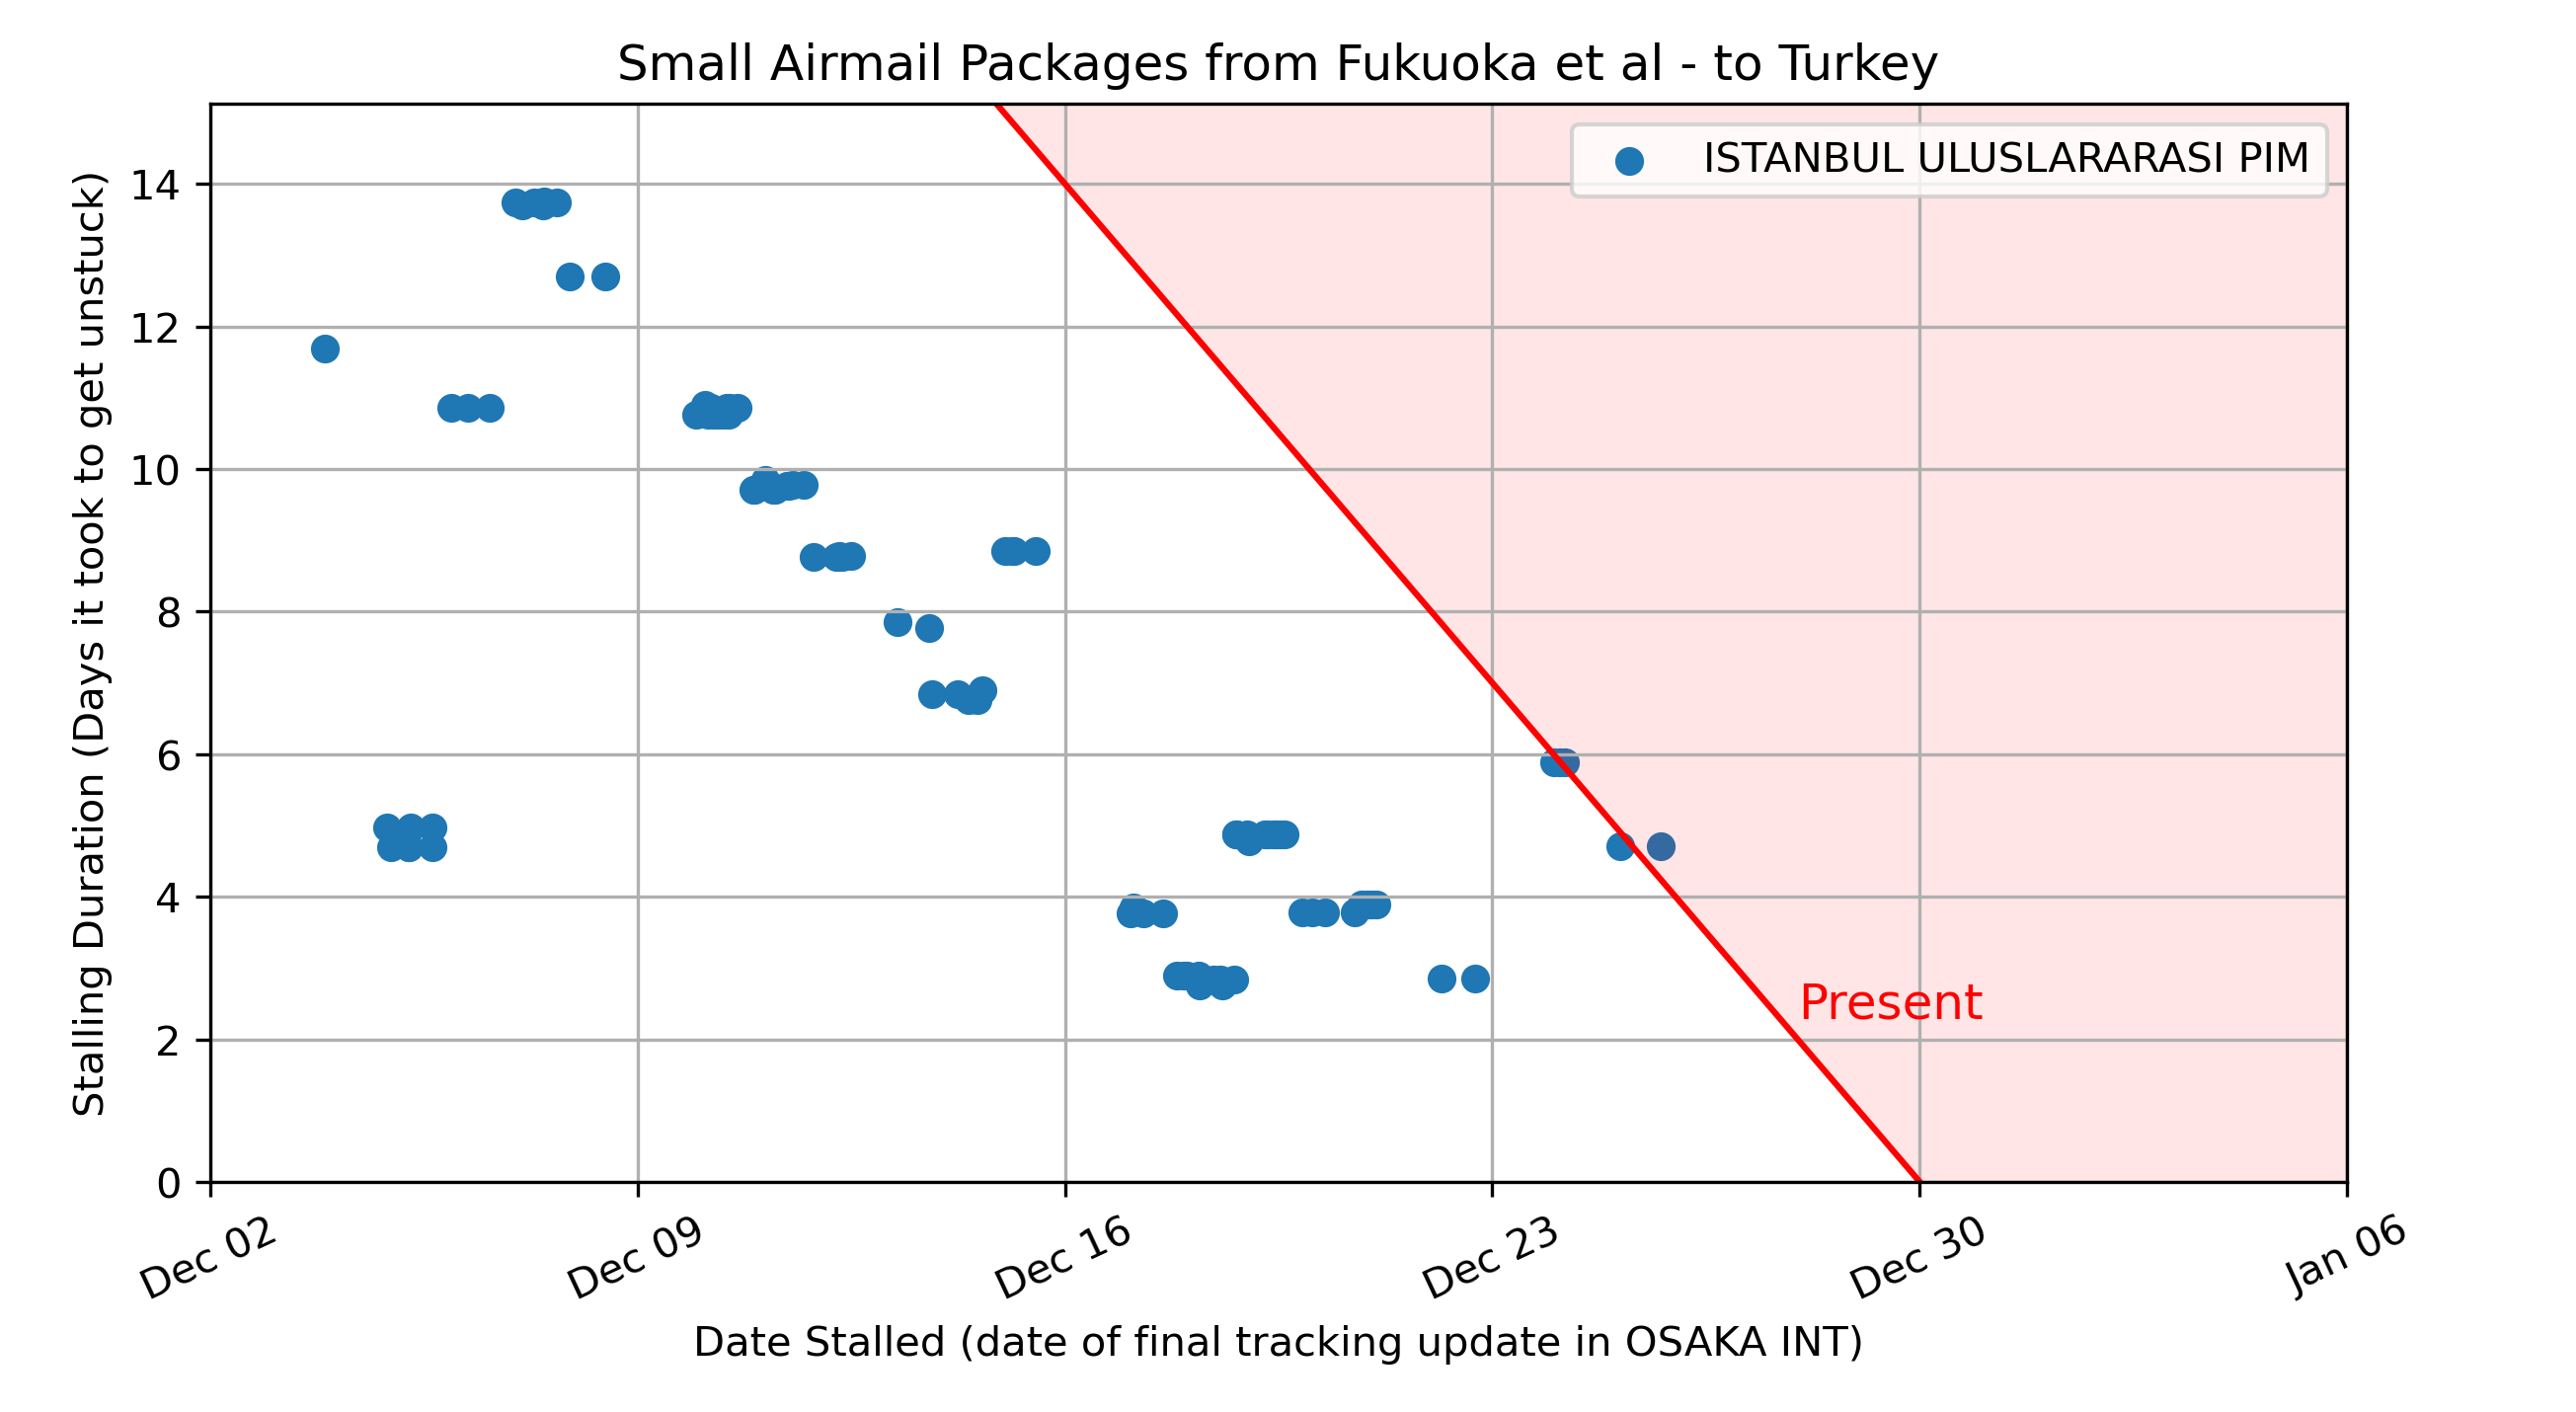 Small Airmail Packages from Fukuoka et al - to Turkey
ISTANBUL ULUSLARARASI PIM
Stalling Duration (Days it took to get unstuck)
14
12
10
8
6
4
2
0
Present
Dec 02
Dec 09
Dec 16
Dec 23
Dec 30
Jan 06
Date Stalled (date of final tracking update in OSAKA INT)